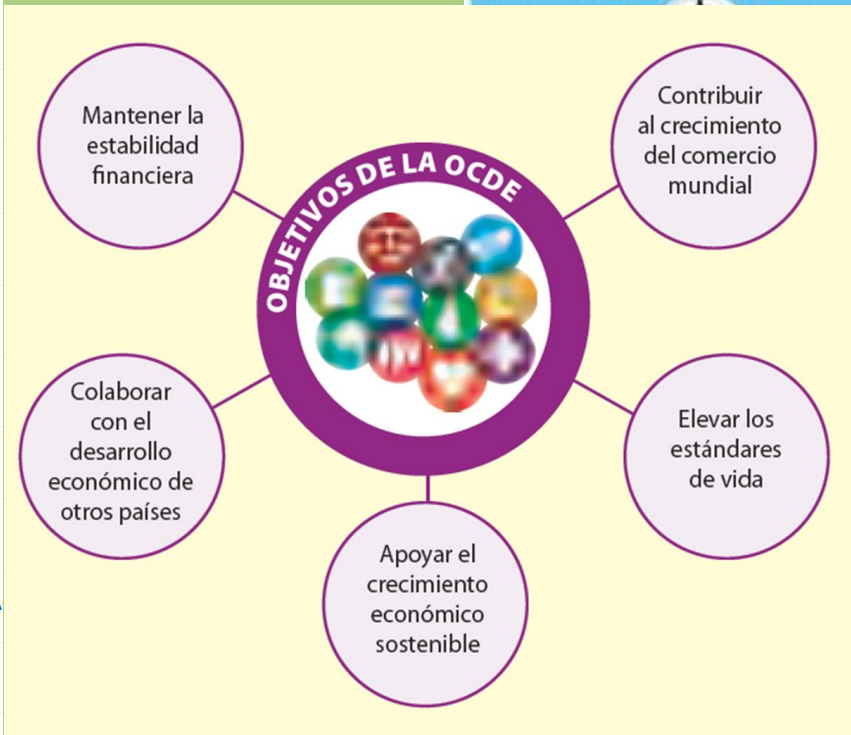 OBJETIVOS DE LA OCDE
Mantener la
estabilidad
financiera
Contribuir
al crecimiento
del comercio
mundial
Colaborar
con el
desarrollo
económico de
otros países
Elevar los
estándares
de vida
Apoyar el
crecimiento
económico
sostenible